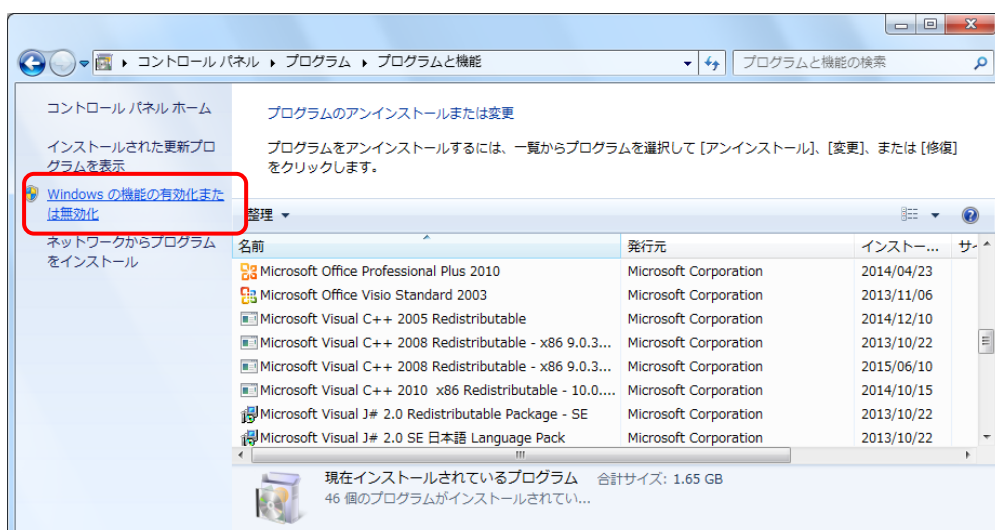 コントロール パネル ▸ プログラム ▸ プログラムと機能
プログラムと機能の検索
コントロール パネル ホーム
インストールされた更新プロ
グラムを表示
Windows の機能の有効化また
は無効化
ネットワークからプログラム
をインストール
プログラムのアンインストールまたは変更
プログラムをアンインストールするには、一覧からプログラムを選択して [アンインストール]、[変更]、または [修復]
をクリックします。
整理
名前 発行元 インストー... サ
Microsoft Office Professional Plus 2010 Microsoft Corporation 2014/04/23
Microsoft Office Visio Standard 2003 Microsoft Corporation 2013/11/06
Microsoft Visual C++ 2005 Redistributable Microsoft Corporation 2014/12/10
Microsoft Visual C++ 2008 Redistributable - x86 9.0.3... Microsoft Corporation 2013/10/22
Microsoft Visual C++ 2008 Redistributable - x86 9.0.3... Microsoft Corporation 2015/06/10
Microsoft Visual C++ 2010 x86 Redistributable - 10.0.... Microsoft Corporation 2014/10/15
Microsoft Visual J# 2.0 Redistributable Package - SE Microsoft Corporation 2013/10/22
Microsoft Visual J# 2.0 SE 日本語 Language Pack Microsoft Corporation 2013/10/22
現在インストールされているプログラム 合計サイズ: 1.65 GB
46 個のプログラムがインストールされてい...